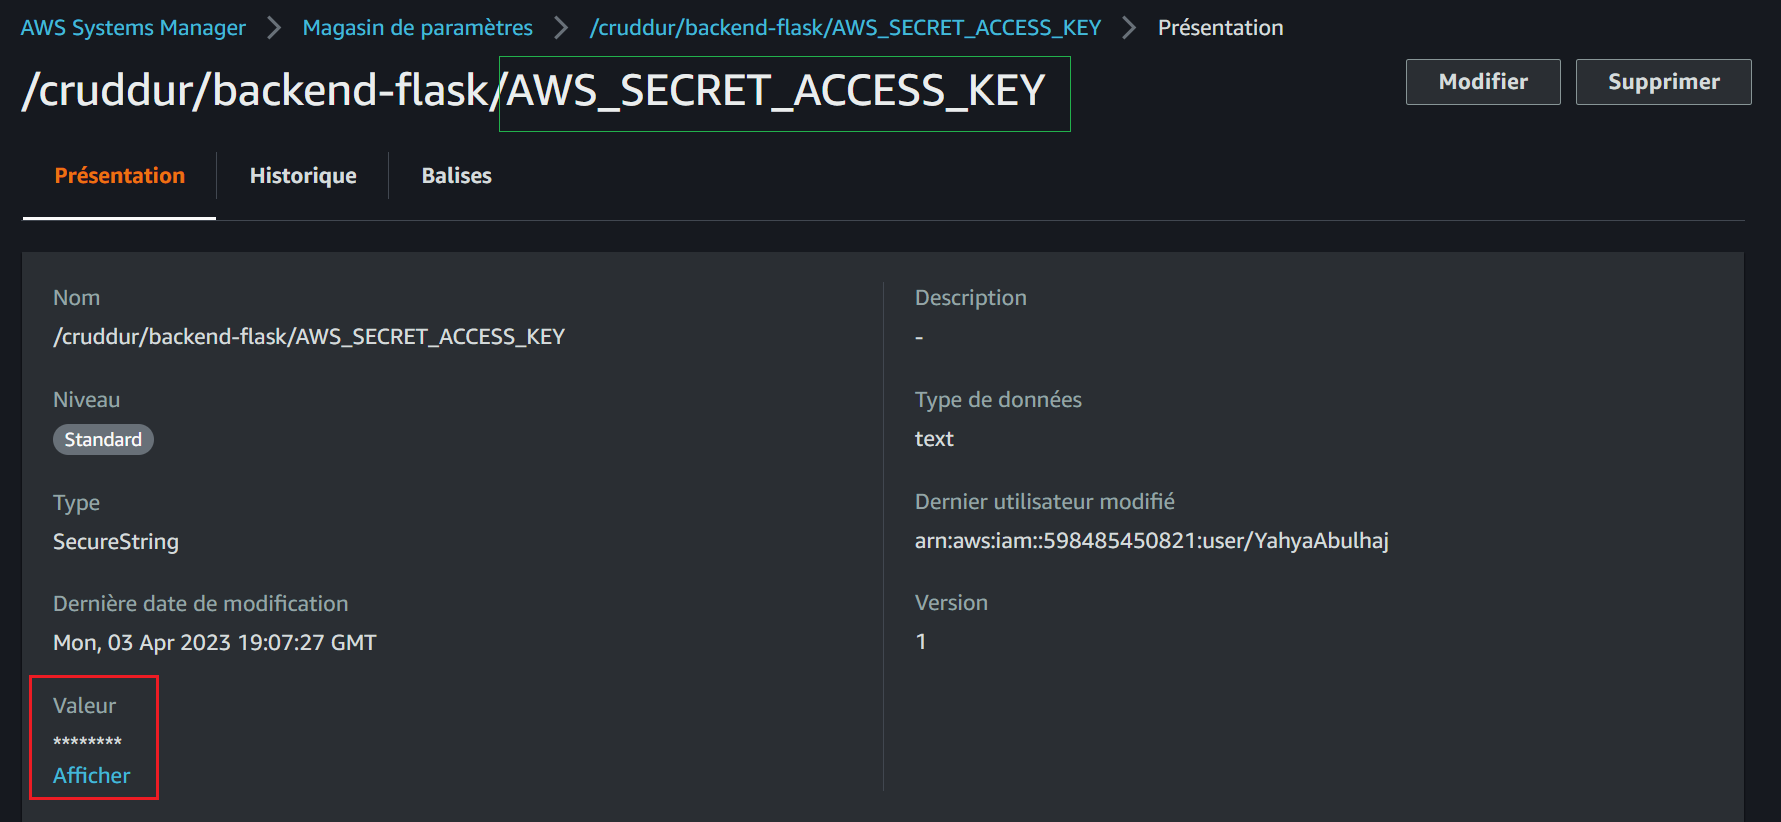 AWS Systems Manager > Magasin de paramètres > /cruddur/backend-flask/AWS_SECRET_ACCESS_KEY > Présentation
/cruddur/backend-flask/AWS_SECRET_ACCESS_KEY
Modifier
Supprimer
Présentation
Historique
Balises
Nom
/cruddur/backend-flask/AWS_SECRET_ACCESS_KEY
Niveau
Standard
Type
SecureString
Dernière date de modification
Mon, 03 Apr 2023 19:07:27 GMT
Valeur
********
Afficher
Description
-
Type de données
text
Dernier utilisateur modifié
arn:aws:iam::598485450821:user/YahyaAbulhaj
Version
1